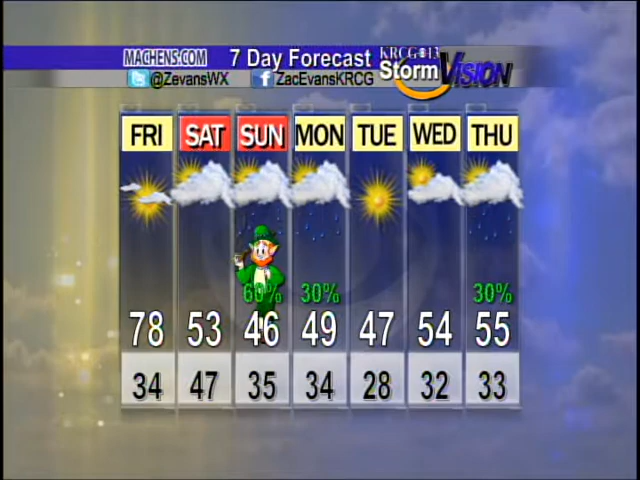 MACHENS.COM 7 Day Forecast KRCG 13
@ZevansWX ZacEvansKRCG StormVISION
FRI SAT SUN MON TUE WED THU
60% 30% 30%
78 53 46 49 47 54 55
34 47 35 34 28 32 33